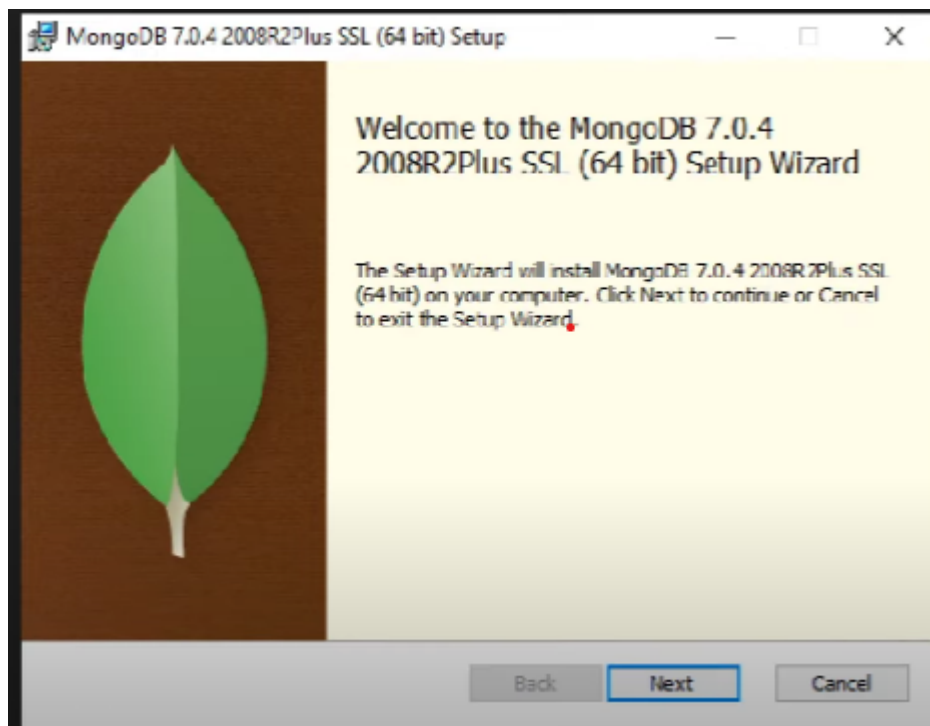 MongoDB 7.0.4 2008R2Plus SSL (64 bit) Setup
Welcome to the MongoDB 7.0.4
2008R2Plus SSL (64 bit) Setup Wizard
The Setup Wizard will install MongoDB 7.0.4 2008R2Plus SSL
(64 bit) on your computer. Click Next to continue or Cancel
to exit the Setup Wizard.
Back Next Cancel